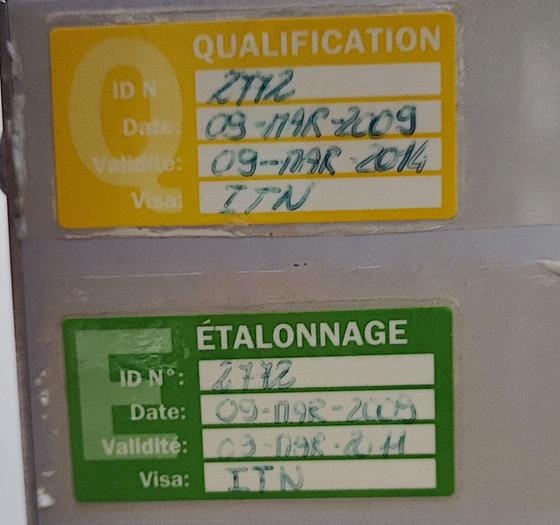 Q QUALIFICATION
ID N 2772
Date: 09-MAR-2009
Validité: 09-MAR-2014
Visa: ITN
E ÉTALONNAGE
ID N°: 2772
Date: 09-MAR-2009
Validité: 09-MAR-2011
Visa: ITN